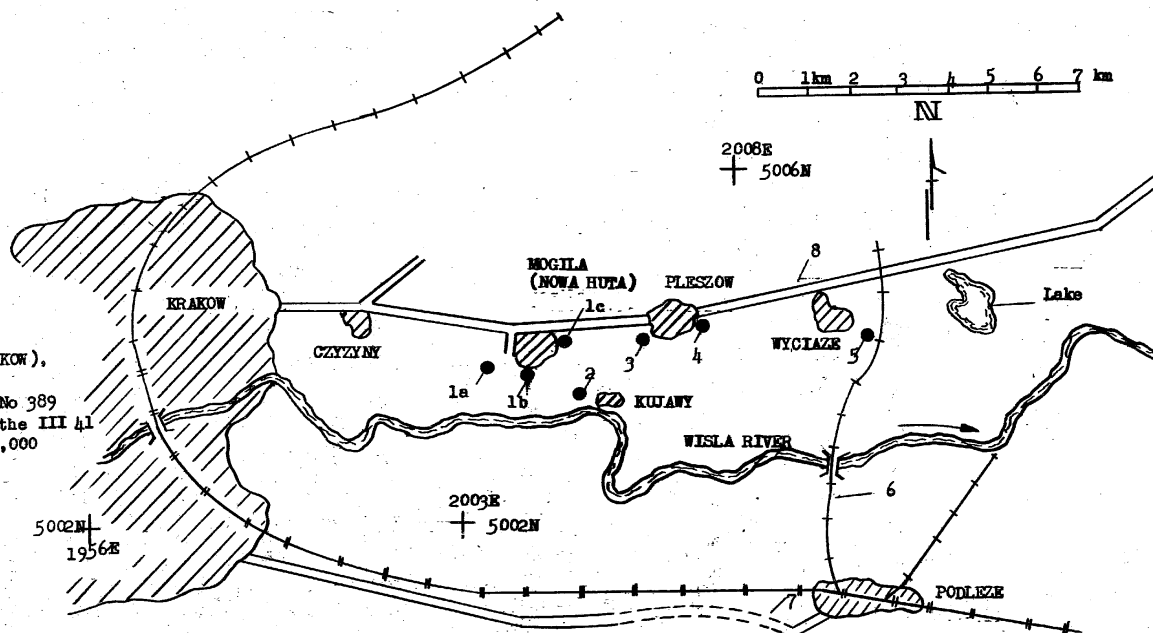 0 1km 2 3 4 5 6 7 km
N
2008E
5006N
8
MOGILA
(NOWA HUTA)
PLESZOW
1c
KRAKOW
Lake
CZYZYNY
3
4
WYCIAZE
5
KOW),
1a
1b
2
KUJAWY
No 389
the III 41
,000
WISLA RIVER
6
2003E
5002N
5002N
1956E
7
PODLEZE